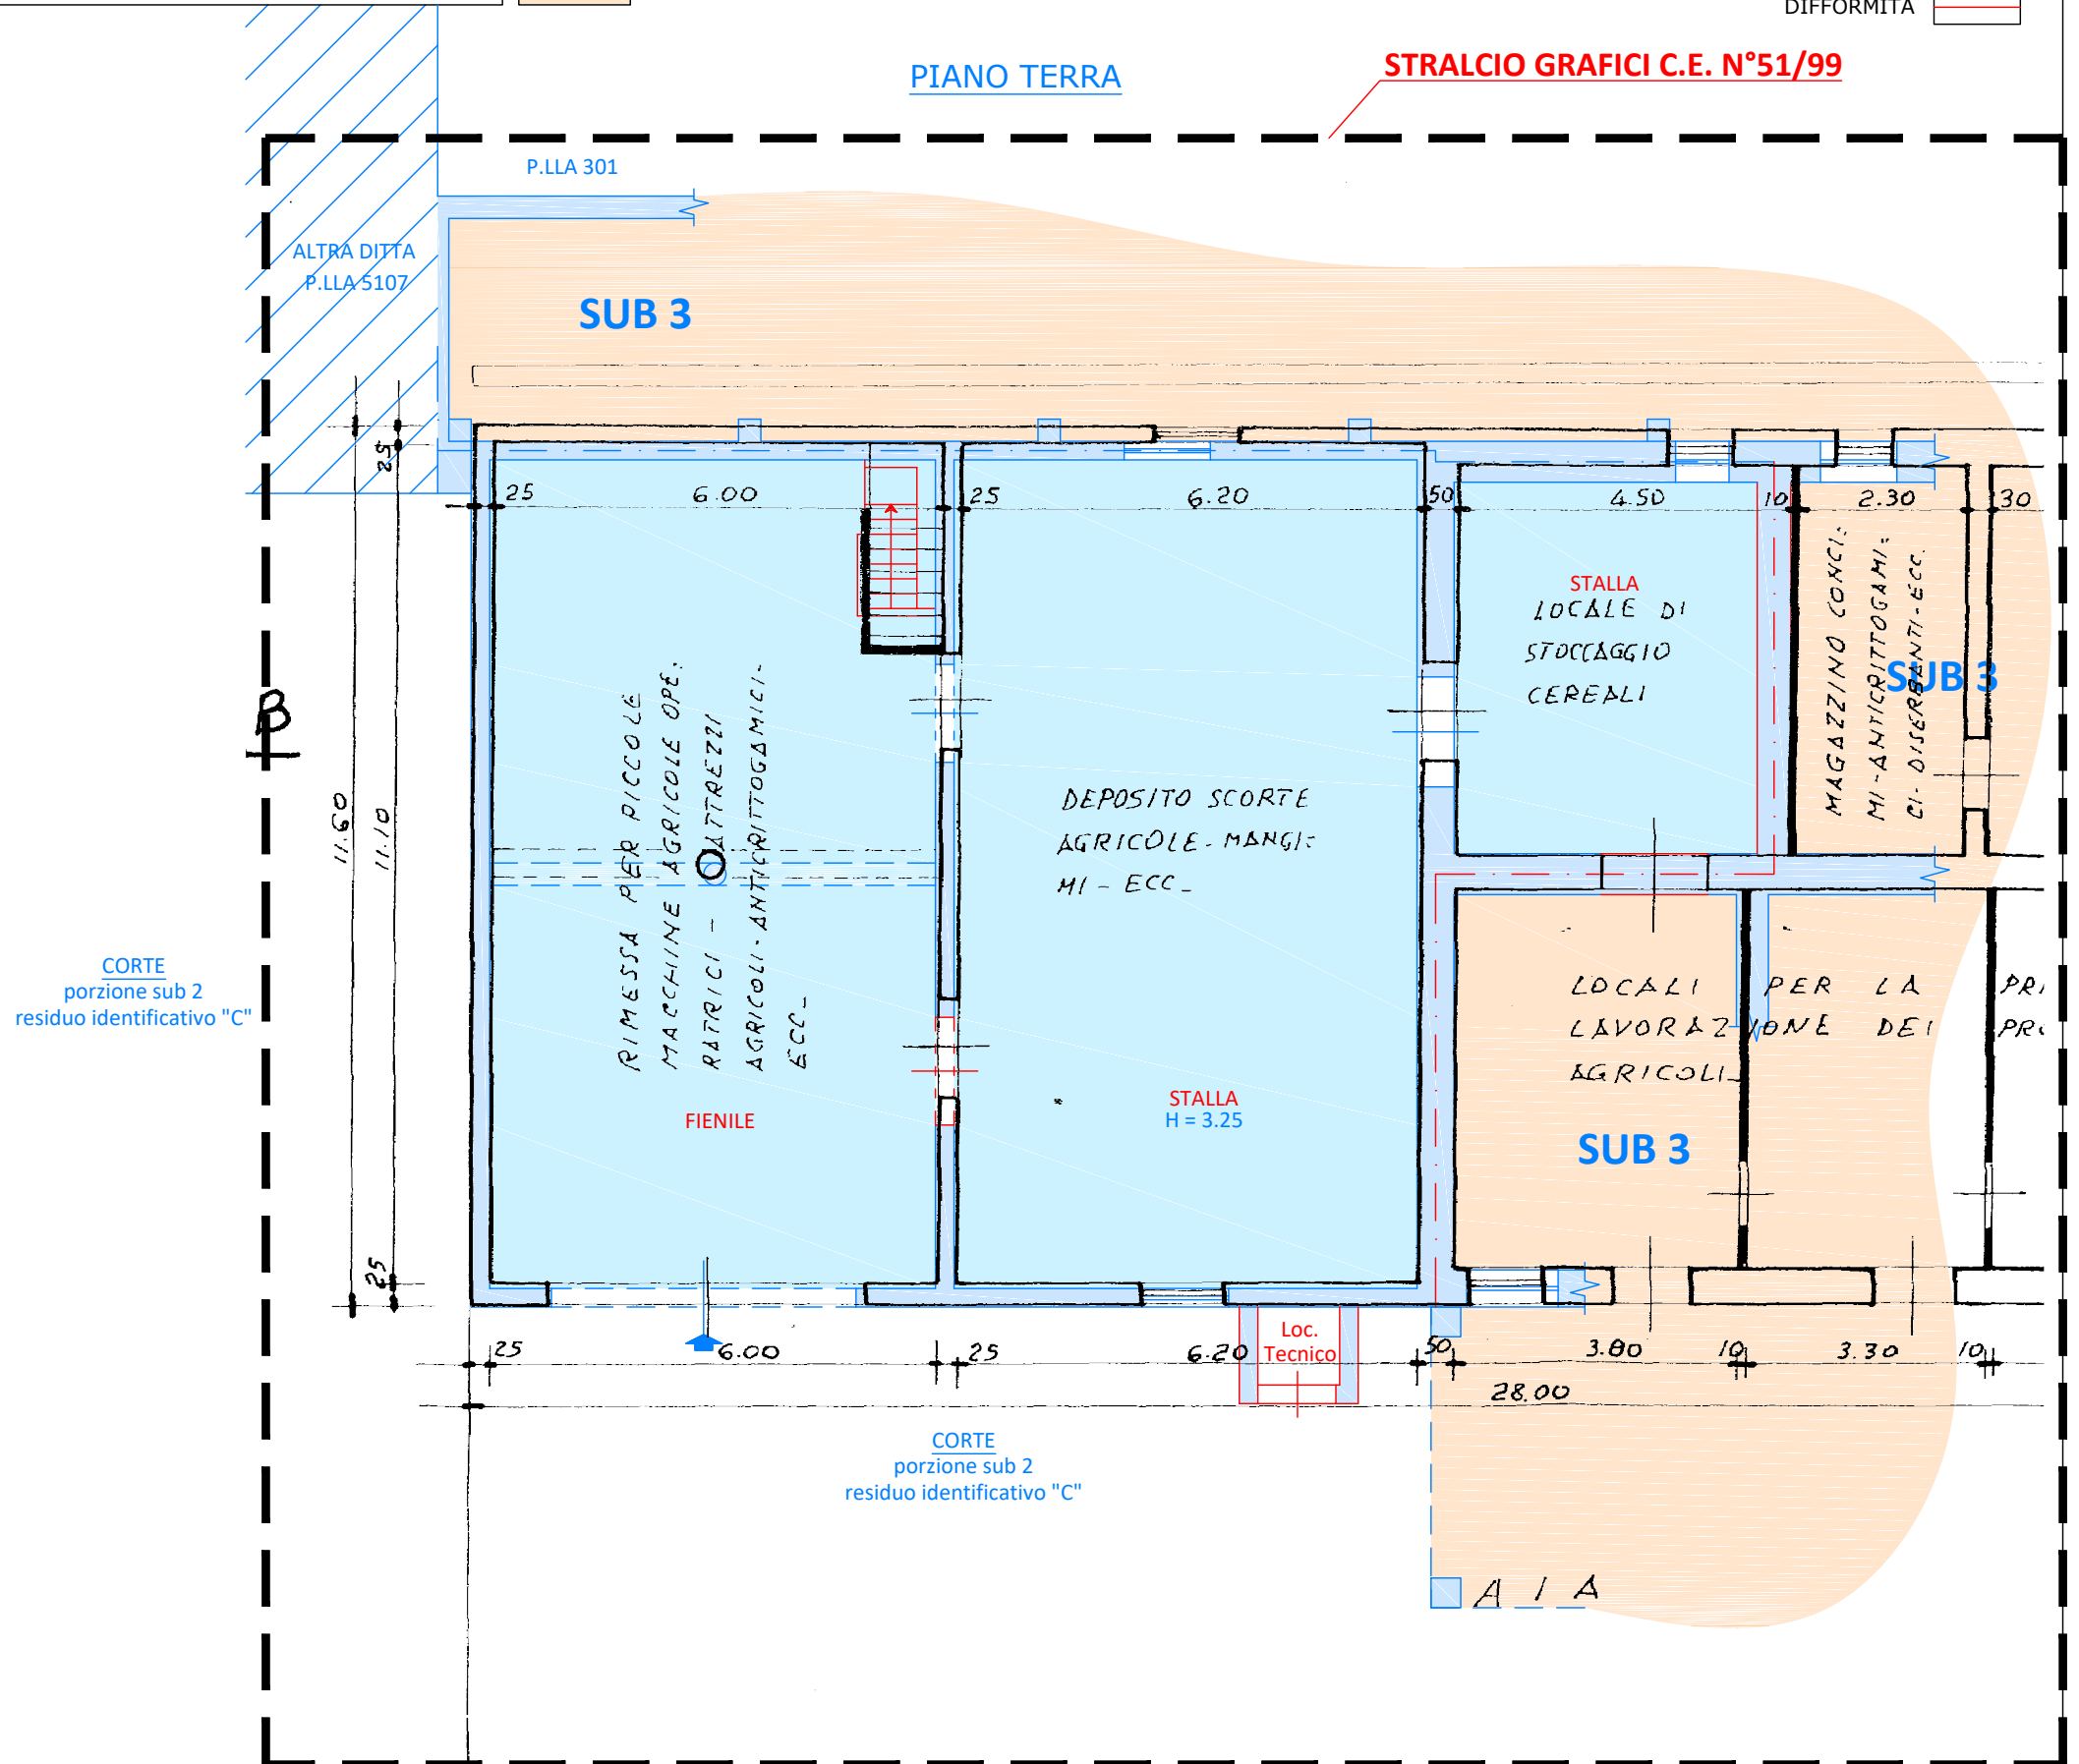 DIFFORMITÀ
PIANO TERRA
STRALCIO GRAFICI C.E. N°51/99
P.LLA 301
ALTRA DITTA
P.LLA 5107
SUB 3
25
25
6.00
25
6.20
50
4.50
10
2.30
30
STALLA
LOCALE DI
STOCCAGGIO
CEREALI
MAGAZZINO CONCI=
MI-ANTICRITTOGAMI=
CI-DISERBANTI-ECC.
SUB 3
B
11.60
11.10
RIMESSA PER PICCOLE
MACCHINE AGRICOLE OPE=
RATRICI - ATTREZZI
AGRICOLI-ANTICRITTOGAMICI-
ECC-
DEPOSITO SCORTE
AGRICOLE-MANGI=
MI - ECC-
CORTE
porzione sub 2
residuo identificativo "C"
LOCALI PER LA PRI
LAVORAZIONE DEI
AGRICOLI-
FIENILE
STALLA
H = 3.25
SUB 3
25
25
6.00
25
6.20
Loc.
Tecnico
50
3.80
10
3.30
10
28.00
CORTE
porzione sub 2
residuo identificativo "C"
AIA